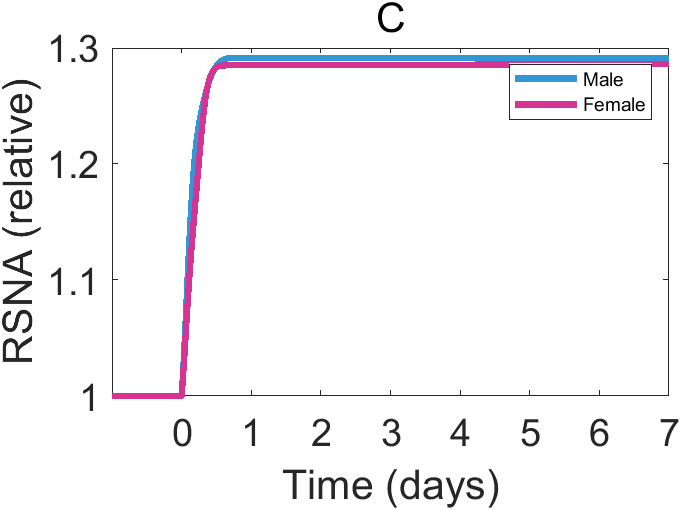 C
RSNA (relative)
1.3
1.2
1.1
1
Male
Female
0 1 2 3 4 5 6 7
Time (days)